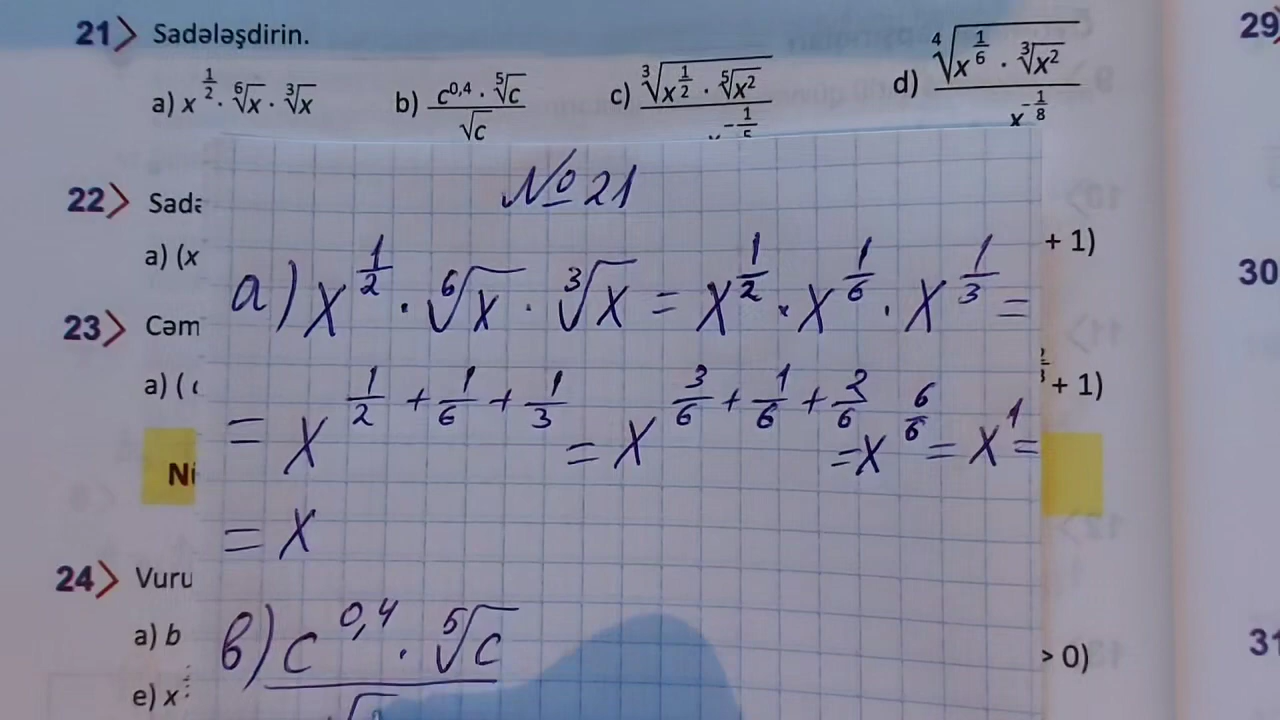 21> Sadələşdirin.
a) x^{1/2} · ⁶√x · ³√x b) (c^{0,4} · ⁵√c)/√c c) ³√(x^{1/2} · ⁵√x²)/x^{-1/5} d) ⁴√(x^{1/6} · ³√x²)/x^{-1/8}
29>
№ 21
22> Sadə
a) (x + 1)
a) x^{1/2} · ⁶√x · ³√x = x^{1/2} · x^{1/6} · x^{1/3} =
30
23> Cəm
a) ( + 1)
= x^{1/2 + 1/6 + 1/3} = x^{3/6 + 1/6 + 2/6} = x^{6/6} = x^1 =
= x
24> Vuru
a) b > 0)
31
в) c^{0,4} · ⁵√c
e) x